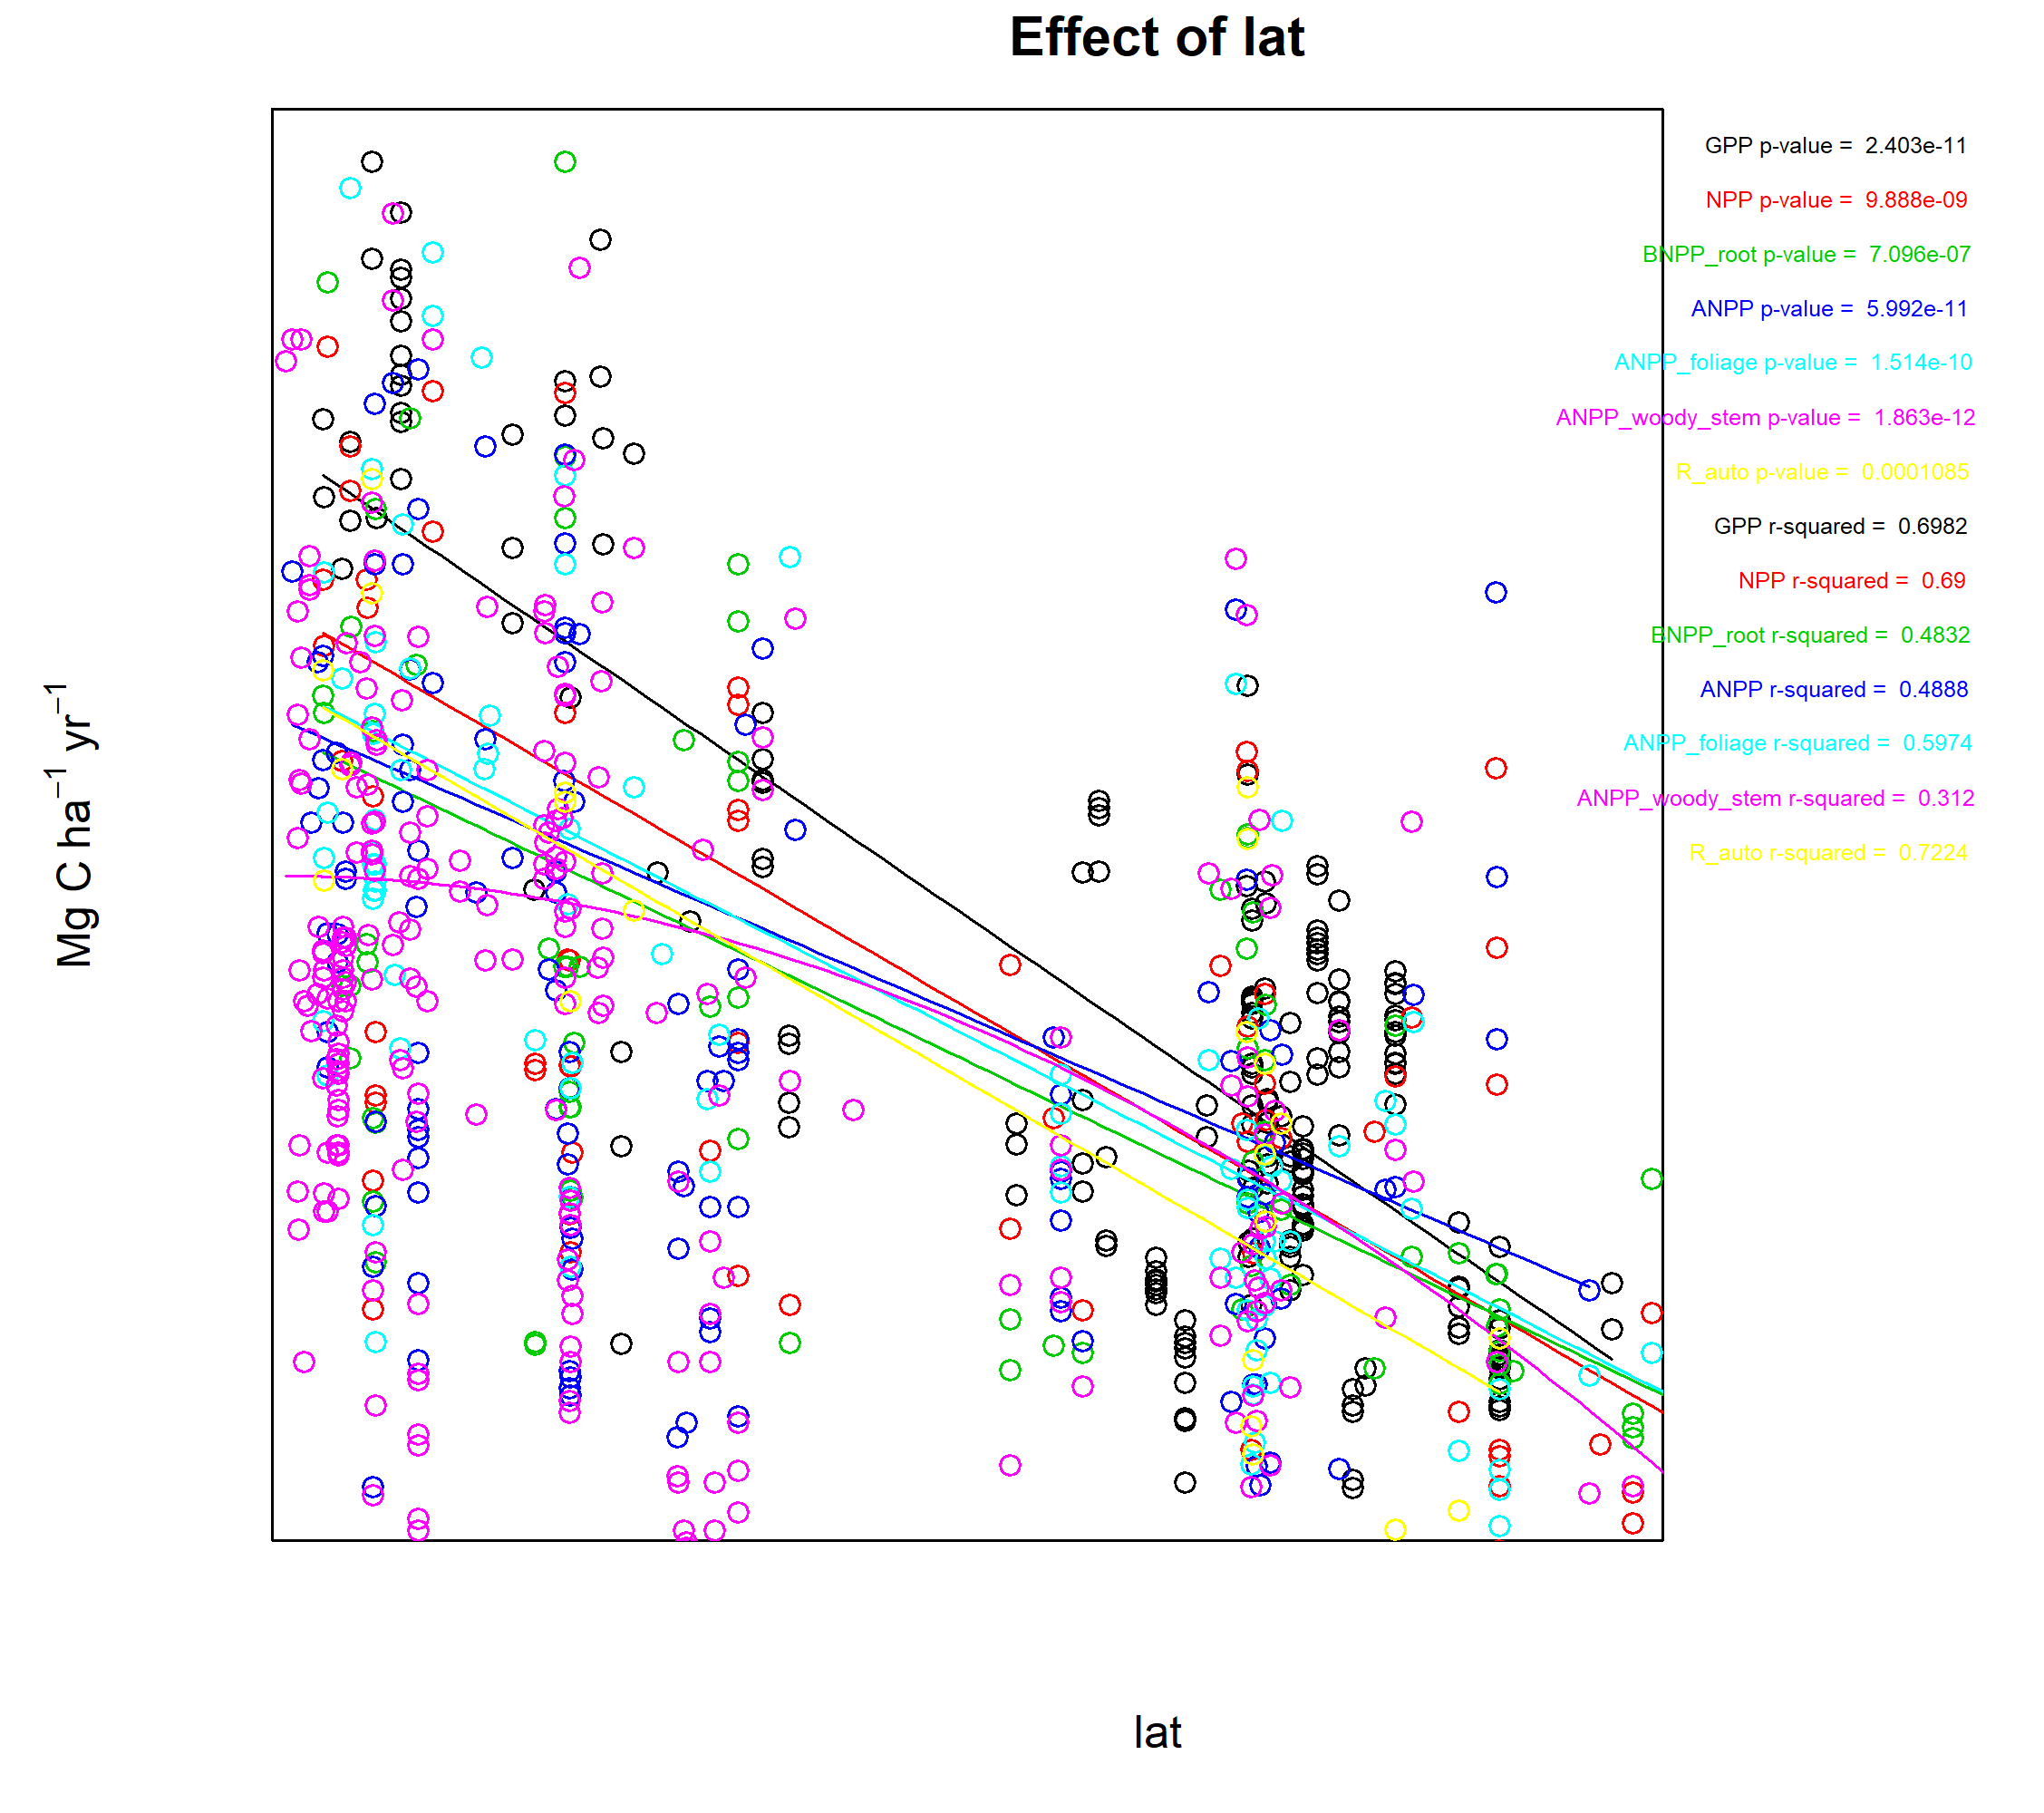 Effect of lat
GPP p-value = 2.403e-11
NPP p-value = 9.888e-09
BNPP_root p-value = 7.096e-07
ANPP p-value = 5.992e-11
ANPP_foliage p-value = 1.514e-10
ANPP_woody_stem p-value = 1.863e-12
R_auto p-value = 0.0001085
GPP r-squared = 0.6982
NPP r-squared = 0.69
BNPP_root r-squared = 0.4832
ANPP r-squared = 0.4888
ANPP_foliage r-squared = 0.5974
ANPP_woody_stem r-squared = 0.312
R_auto r-squared = 0.7224
Mg C ha⁻¹ yr⁻¹
lat